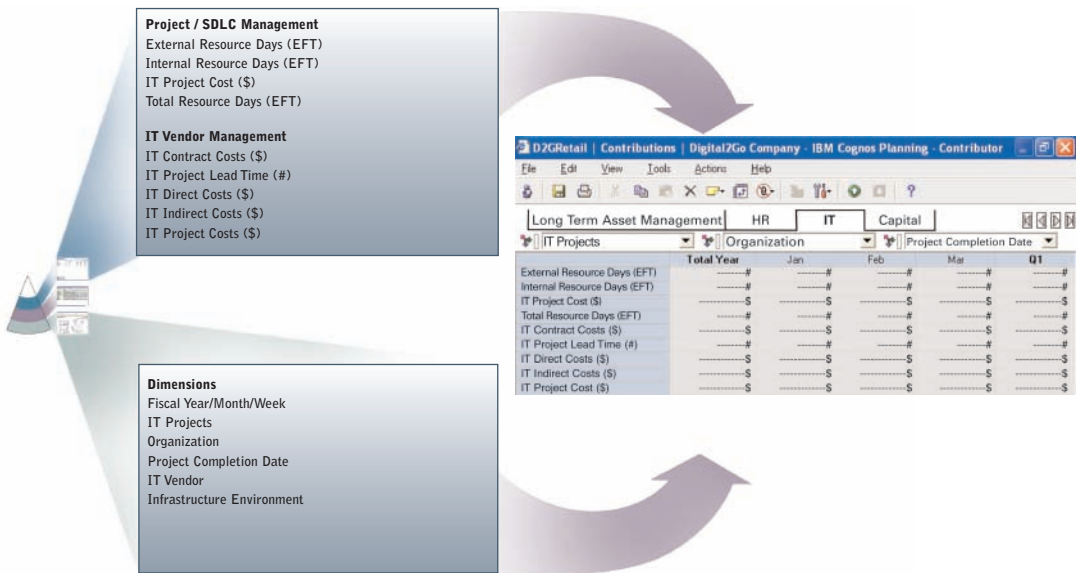 Project / SDLC Management
External Resource Days (EFT)
Internal Resource Days (EFT)
IT Project Cost ($)
Total Resource Days (EFT)
IT Vendor Management
IT Contract Costs ($)
IT Project Lead Time (#)
IT Direct Costs ($)
IT Indirect Costs ($)
IT Project Costs ($)
Dimensions
Fiscal Year/Month/Week
IT Projects
Organization
Project Completion Date
IT Vendor
Infrastructure Environment
D2GRetail | Contributions | Digital2Go Company - IBM Cognos Planning - Contributor
File Edit View Tools Actions Help
Long Term Asset Management HR IT Capital
IT Projects Organization Project Completion Date
Total Year Jan Feb Mar Q1
External Resource Days (EFT) --------# --------# --------# --------# --------#
Internal Resource Days (EFT) --------# --------# --------# --------# --------#
IT Project Cost ($) -----------$ -----------$ -----------$ -----------$ -----------$
Total Resource Days (EFT) --------# --------# --------# --------# --------#
IT Contract Costs ($) -----------$ -----------$ -----------$ -----------$ -----------$
IT Project Lead Time (#) --------# --------# --------# --------# --------#
IT Direct Costs ($) -----------$ -----------$ -----------$ -----------$ -----------$
IT Indirect Costs ($) -----------$ -----------$ -----------$ -----------$ -----------$
IT Project Cost ($) -----------$ -----------$ -----------$ -----------$ -----------$